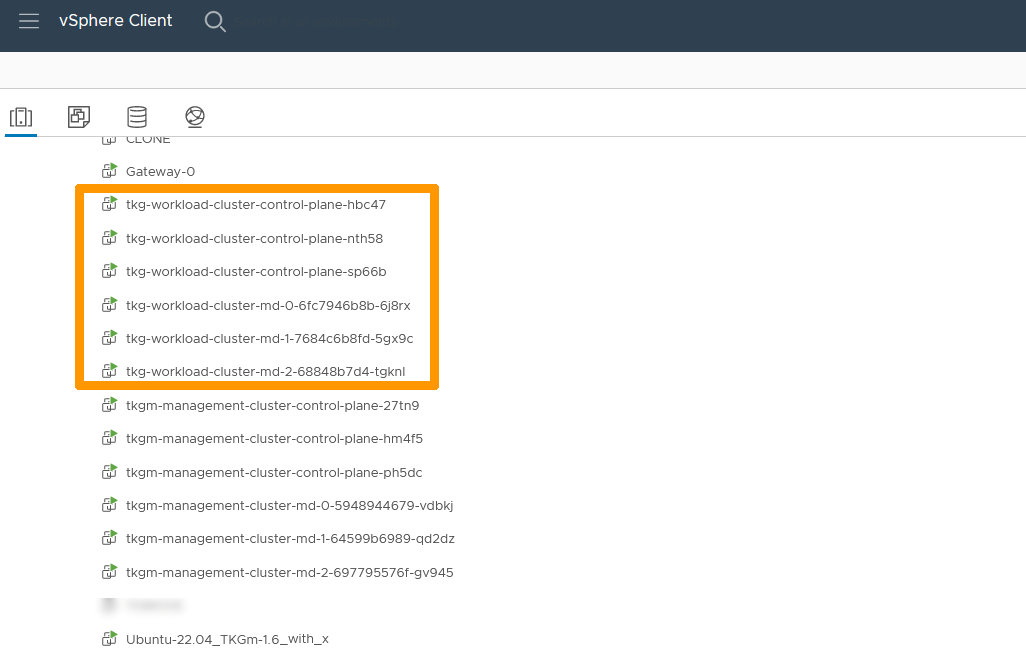 vSphere Client
CLONE
Gateway-0
tkg-workload-cluster-control-plane-hbc47
tkg-workload-cluster-control-plane-nth58
tkg-workload-cluster-control-plane-sp66b
tkg-workload-cluster-md-0-6fc7946b8b-6j8rx
tkg-workload-cluster-md-1-7684c6b8fd-5gx9c
tkg-workload-cluster-md-2-68848b7d4-tgknl
tkgm-management-cluster-control-plane-27tn9
tkgm-management-cluster-control-plane-hm4f5
tkgm-management-cluster-control-plane-ph5dc
tkgm-management-cluster-md-0-5948944679-vdbkj
tkgm-management-cluster-md-1-64599b6989-qd2dz
tkgm-management-cluster-md-2-697795576f-gv945
Ubuntu-22.04_TKGm-1.6_with_x